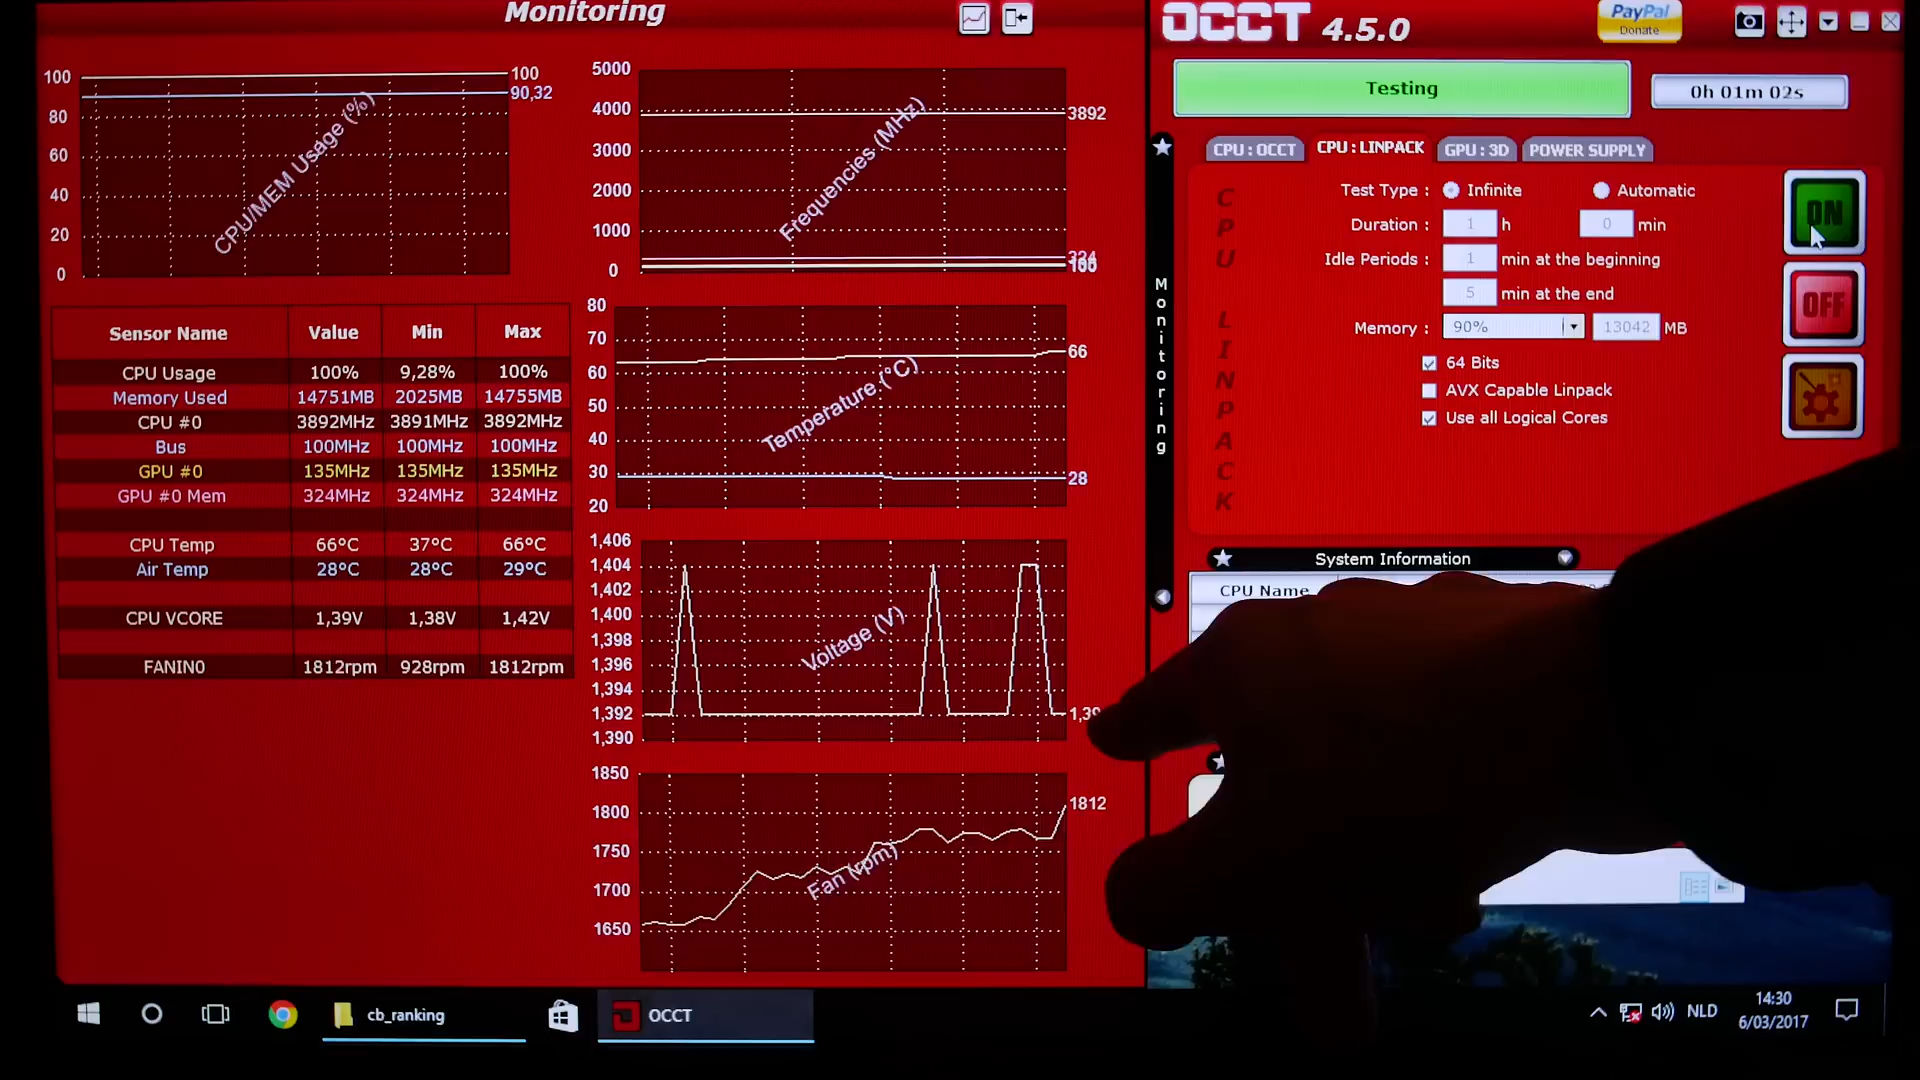 Monitoring
OCCT 4.5.0
PayPal
Donate
Testing
0h 01m 02s
CPU : OCCT
CPU : LINPACK
GPU : 3D
POWER SUPPLY
CPU LINPACK
Test Type : Infinite Automatic
Duration : 1 h 0 min
Idle Periods : 1 min at the beginning
5 min at the end
Memory : 90% 13042 MB
64 Bits
AVX Capable Linpack
Use all Logical Cores
ON
OFF
Monitoring
System Information
CPU Name
100
80
60
40
20
0
CPU/MEM Usage (%)
100
90,32
5000
4000
3000
2000
1000
0
Frequencies (MHz)
3892
324
80
70
60
50
40
30
20
Temperature (°C)
66
28
1,406
1,404
1,402
1,400
1,398
1,396
1,394
1,392
1,390
Voltage (V)
1850
1800
1750
1700
1650
Fan (rpm)
1812
Sensor Name Value Min Max
CPU Usage 100% 9,28% 100%
Memory Used 14751MB 2025MB 14755MB
CPU #0 3892MHz 3891MHz 3892MHz
Bus 100MHz 100MHz 100MHz
GPU #0 135MHz 135MHz 135MHz
GPU #0 Mem 324MHz 324MHz 324MHz
CPU Temp 66°C 37°C 66°C
Air Temp 28°C 28°C 29°C
CPU VCORE 1,39V 1,38V 1,42V
FANIN0 1812rpm 928rpm 1812rpm
cb_ranking
OCCT
NLD
14:30
6/03/2017